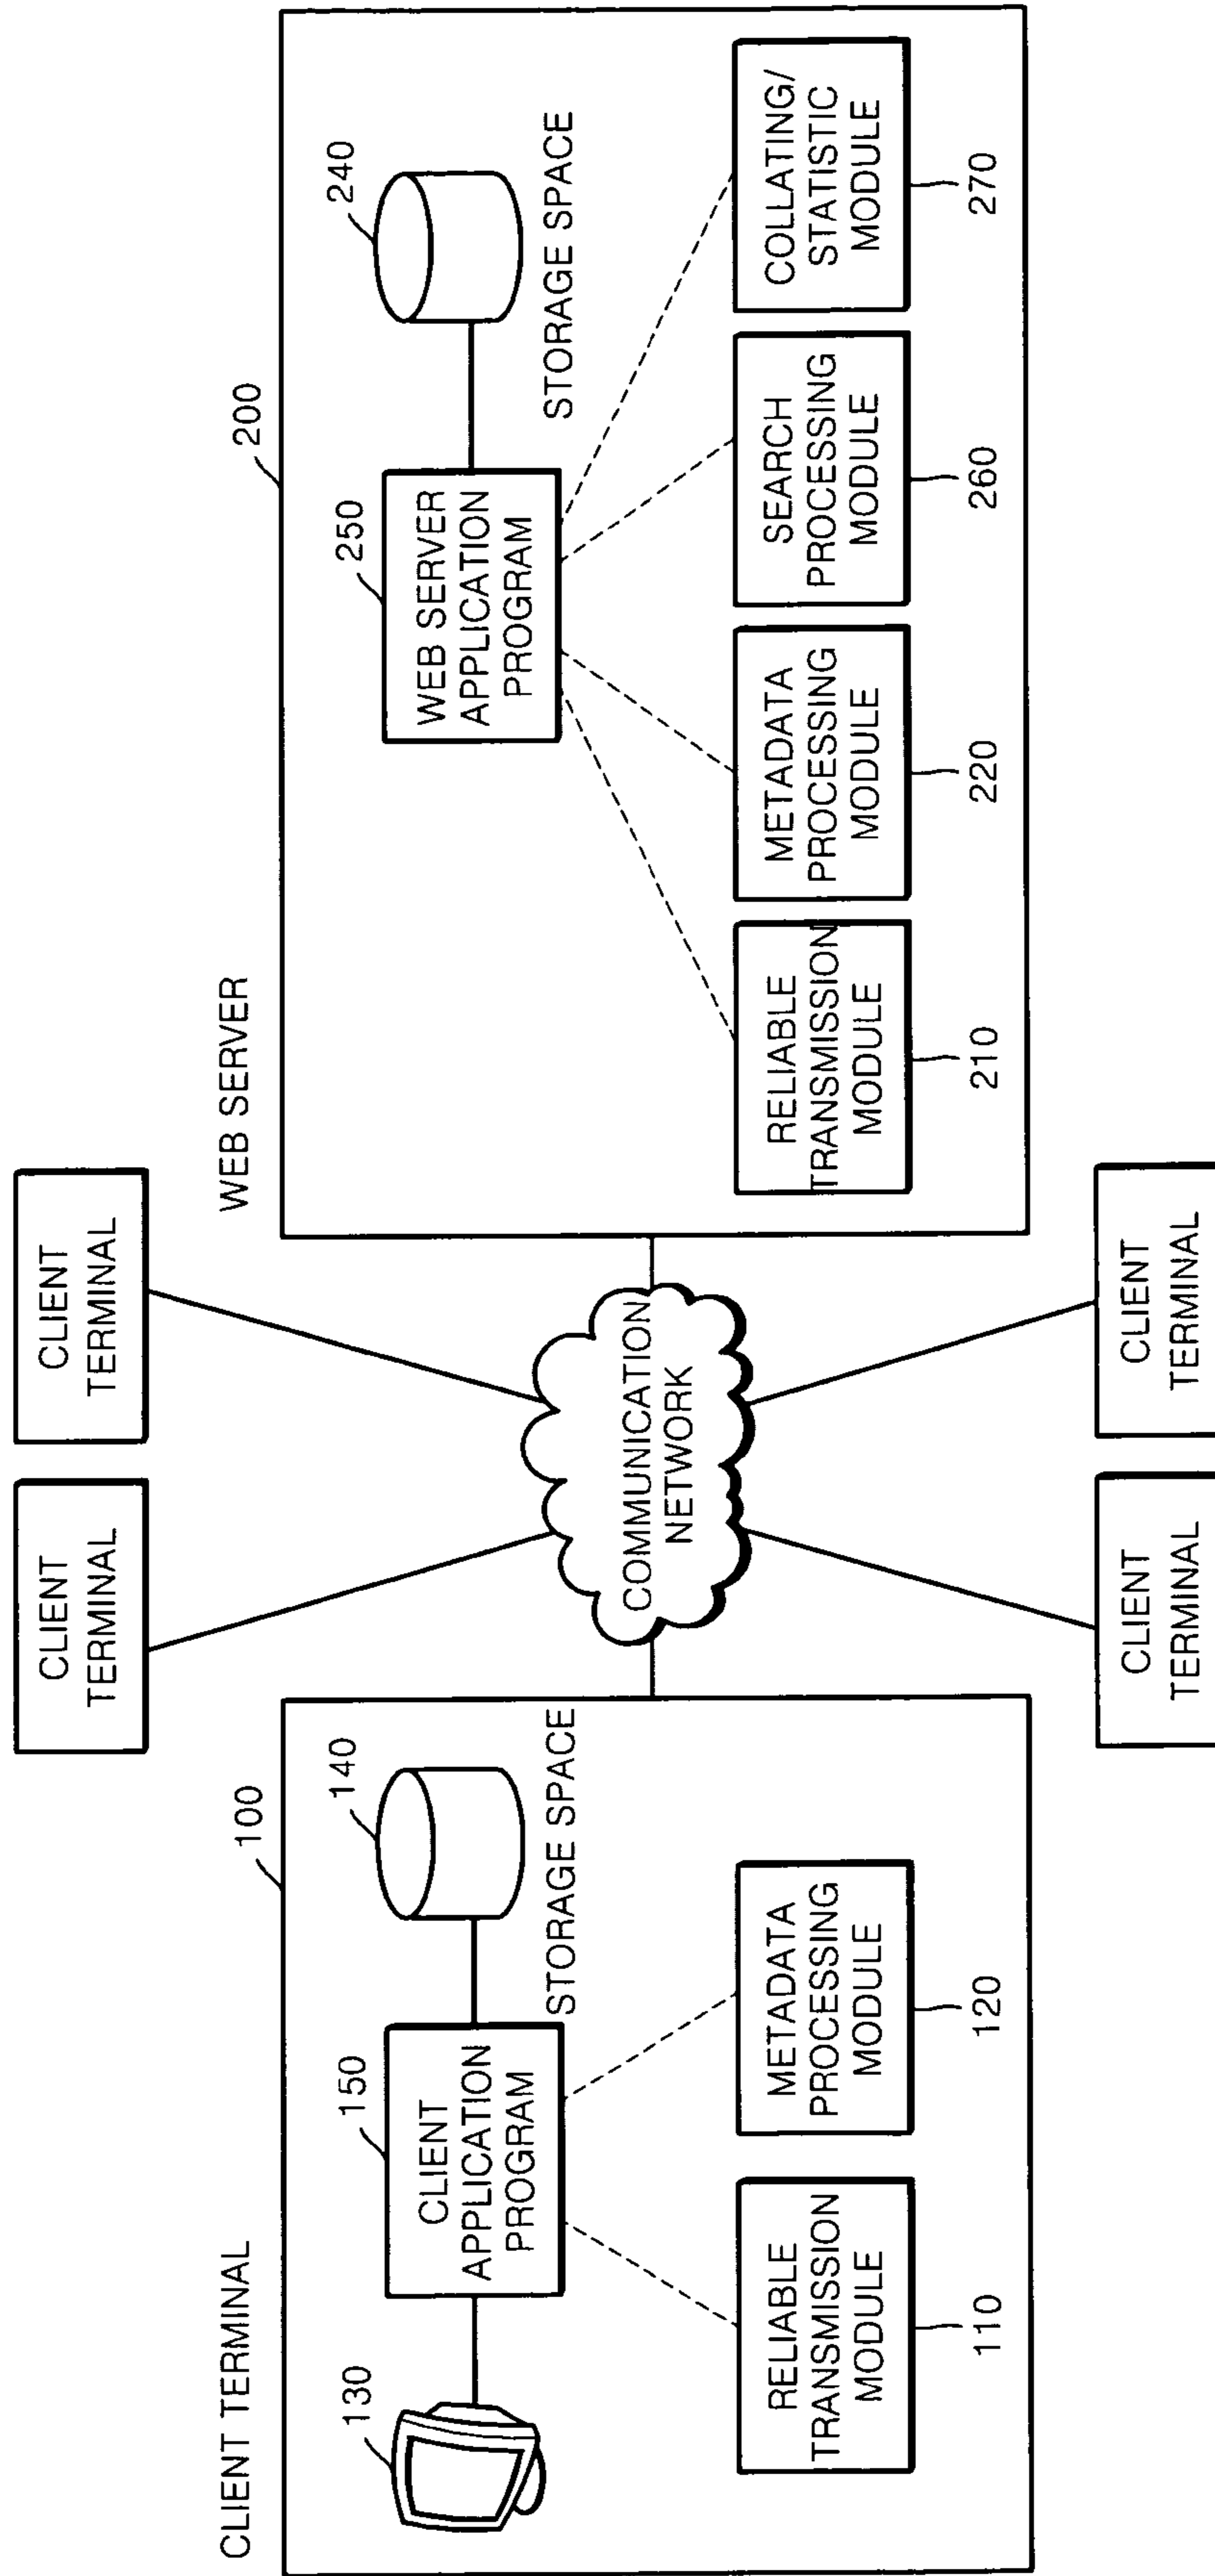 CLIENT TERMINAL
100
130
150
CLIENT
APPLICATION
PROGRAM
140
STORAGE SPACE
RELIABLE
TRANSMISSION
MODULE
110
METADATA
PROCESSING
MODULE
120
CLIENT
TERMINAL
CLIENT
TERMINAL
COMMUNICATION
NETWORK
CLIENT
TERMINAL
CLIENT
TERMINAL
WEB SERVER
200
250
WEB SERVER
APPLICATION
PROGRAM
240
STORAGE SPACE
RELIABLE
TRANSMISSION
MODULE
210
METADATA
PROCESSING
MODULE
220
SEARCH
PROCESSING
MODULE
260
COLLATING/
STATISTIC
MODULE
270